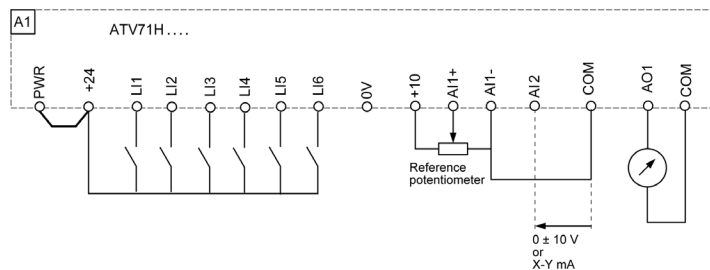 A1
ATV71H....
PWR
+24
LI1
LI2
LI3
LI4
LI5
LI6
0V
+10
AI1+
AI1-
AI2
COM
AO1
COM
Reference
potentiometer
0 ± 10 V
or
X-Y mA